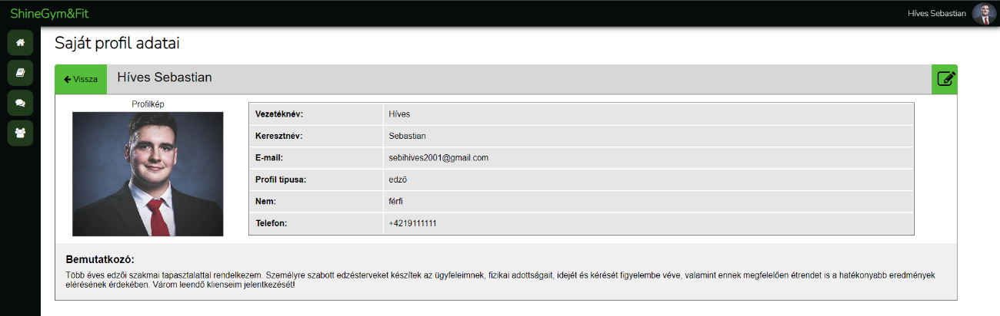 ShineGym&Fit
Híves Sebastian
Saját profil adatai
Vissza
Híves Sebastian
Profilkép
Vezetéknév: Híves
Keresztnév: Sebastian
E-mail: sebihives2001@gmail.com
Profil tipusa: edző
Nem: férfi
Telefon: +4219111111
Bemutatkozó:
Több éves edzői szakmai tapasztalattal rendelkezem. Személyre szabott edzésterveket készítek az ügyfeleimnek, fizikai adottságait, idejét és kérését figyelembe véve, valamint ennek megfelelően étrendet is a hatékonyabb eredmények
elérésének érdekében. Várom leendő klienseim jelentkezését!